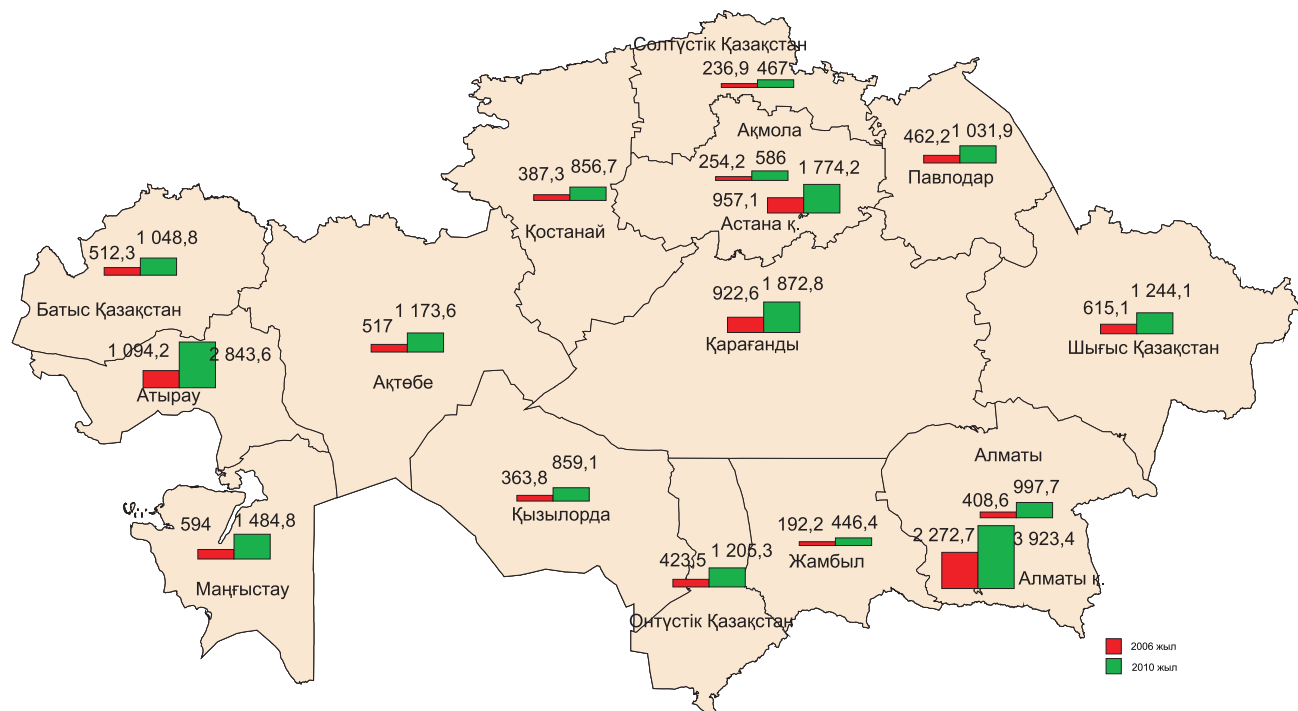 Солтүстік Қазақстан
236,9 467
Ақмола
254,2 586
1 774,2
957,1
Астана қ.
462,2 1 031,9
Павлодар
387,3 856,7
Қостанай
512,3 1 048,8
Батыс Қазақстан
1 094,2 2 843,6
Атырау
517 1 173,6
Ақтөбе
922,6 1 872,8
Қарағанды
615,1 1 244,1
Шығыс Қазақстан
594 1 484,8
Маңғыстау
363,8 859,1
Қызылорда
423,5 1 205,3
Онтүстік Қазақстан
192,2 446,4
Жамбыл
Алматы
408,6 997,7
2 272,7 3 923,4
Алматы қ.
2006 жыл
2010 жыл